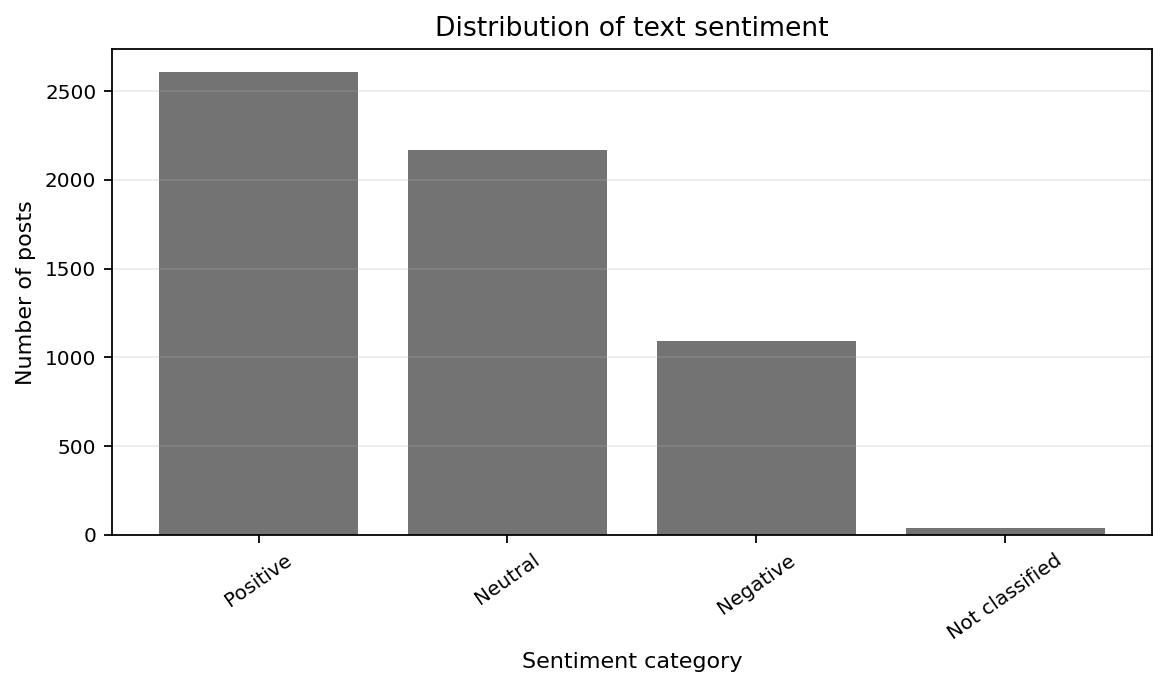 Distribution of text sentiment
Number of posts
2500
2000
1500
1000
500
0
Positive
Neutral
Negative
Not classified
Sentiment category